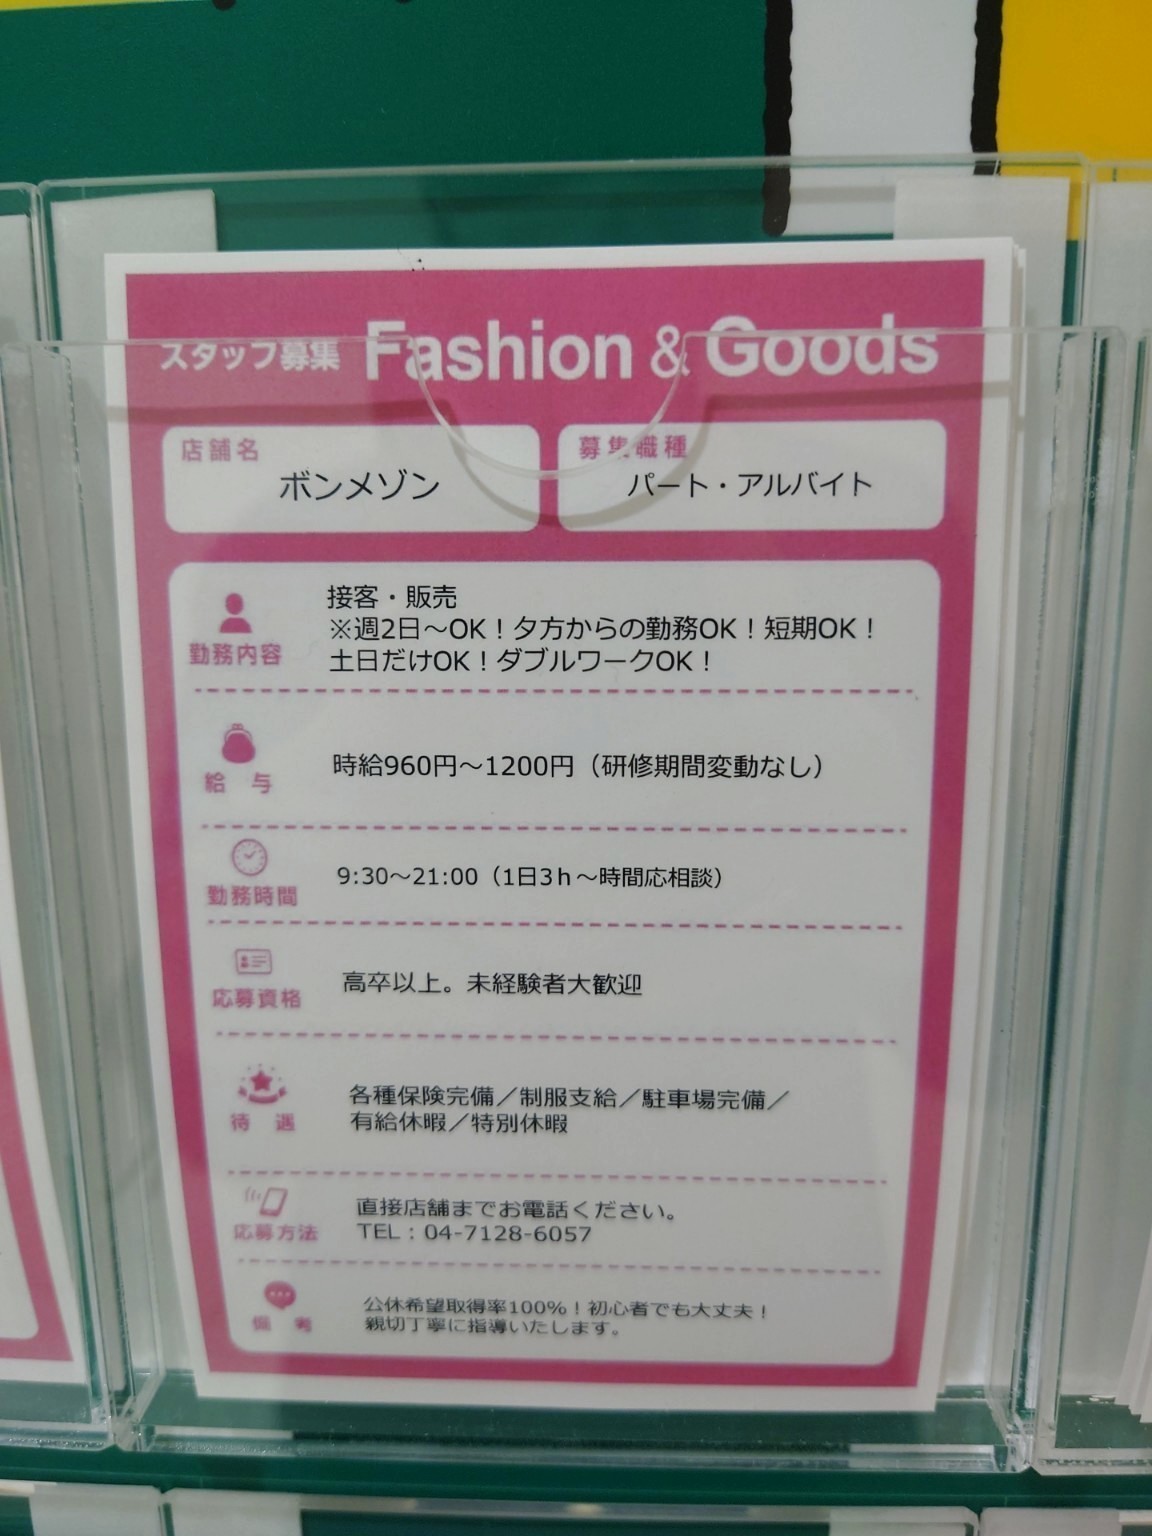 スタッフ募集 Fashion & Goods
店舗名
ボンメゾン
募集職種
パート・アルバイト
勤務内容
接客・販売
※週2日～OK！夕方からの勤務OK！短期OK！
土日だけOK！ダブルワークOK！
給与
時給960円～1200円（研修期間変動なし）
勤務時間
9:30～21:00（1日3ｈ～時間応相談）
応募資格
高卒以上。未経験者大歓迎
待遇
各種保険完備／制服支給／駐車場完備／
有給休暇／特別休暇
応募方法
直接店舗までお電話ください。
TEL：04-7128-6057
備考
公休希望取得率100%！初心者でも大丈夫！
親切丁寧に指導いたします。